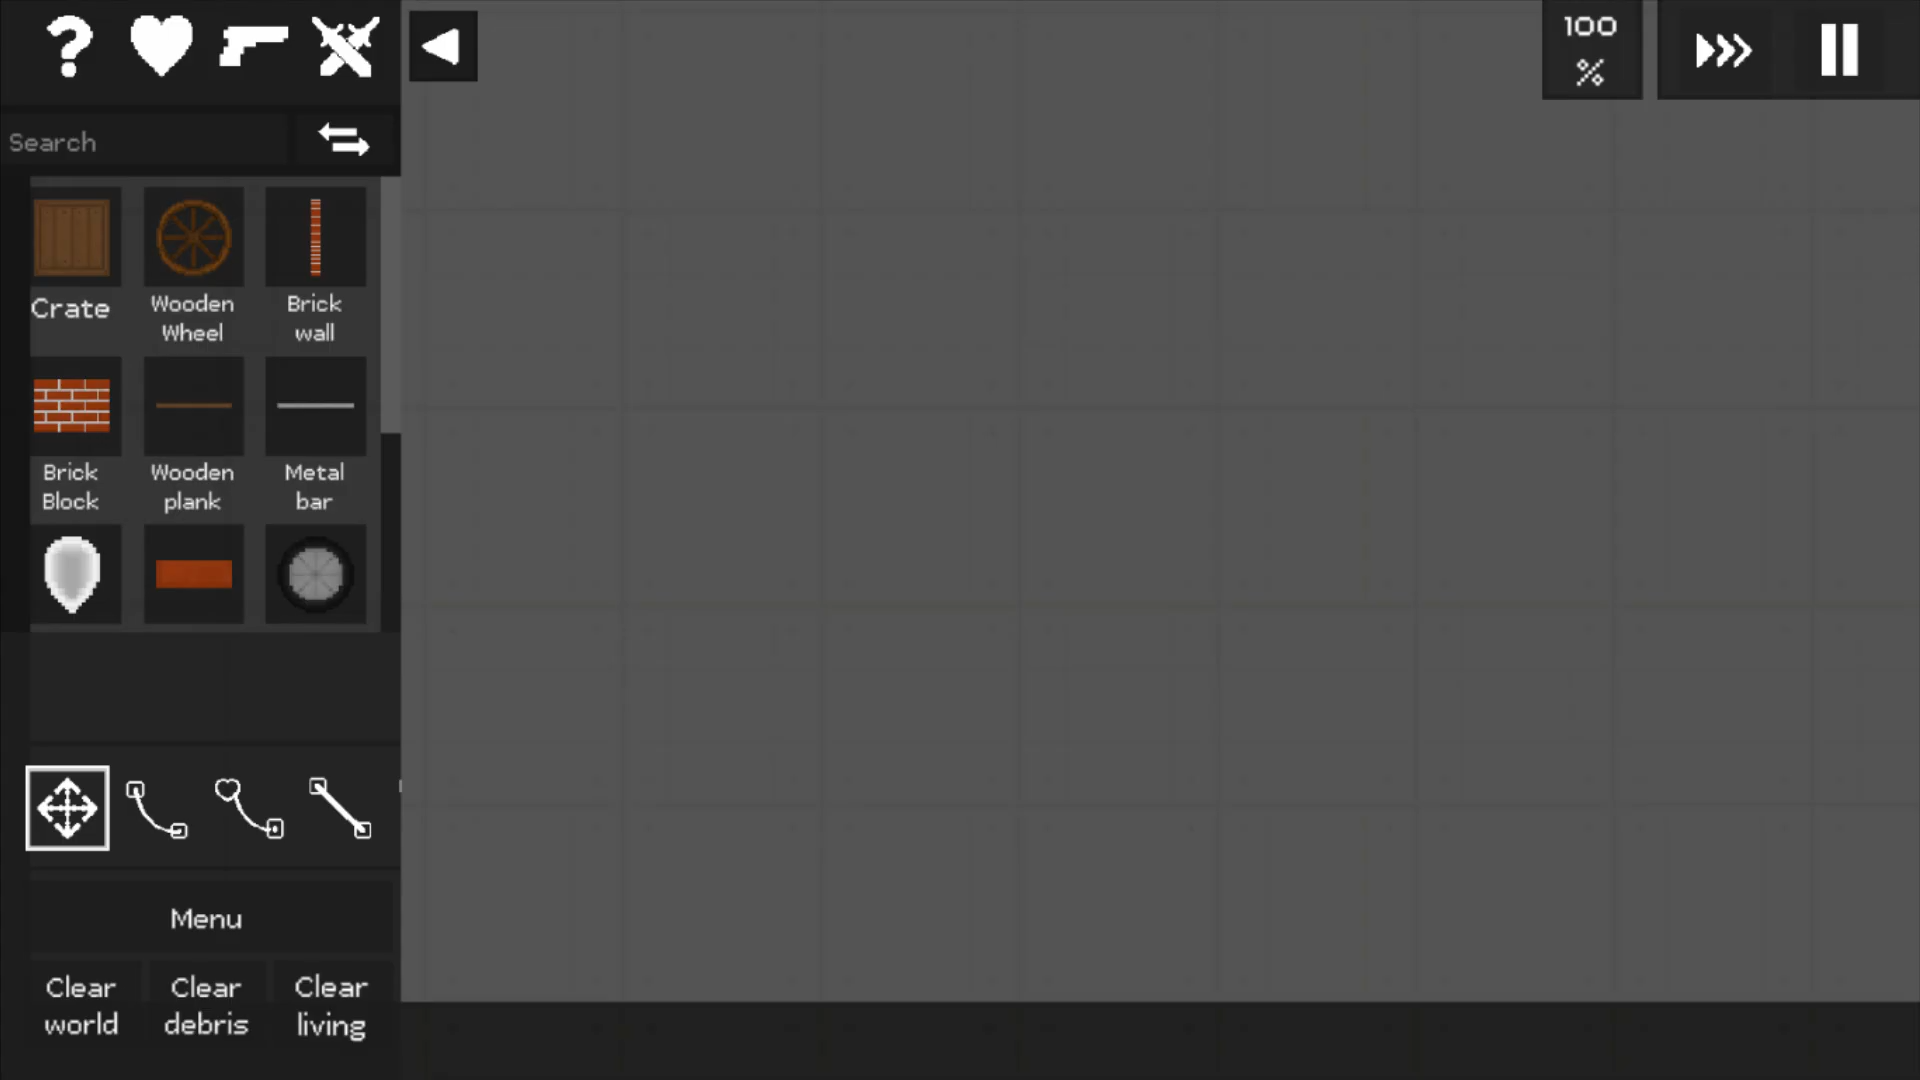 100
%
Search
Crate
Wooden
Wheel
Brick
wall
Brick
Block
Wooden
plank
Metal
bar
Menu
Clear
world
Clear
debris
Clear
living